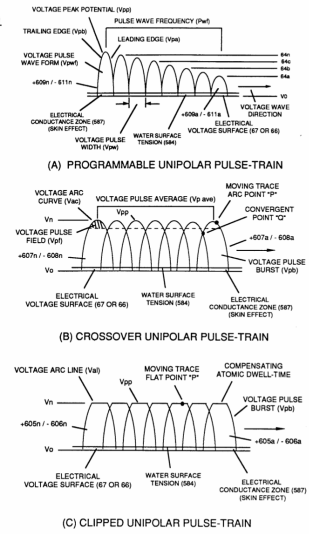 VOLTAGE PEAK POTENTIAL (Vpp)
PULSE WAVE FREQUENCY (Pwf)
TRAILING EDGE (Vpb)
LEADING EDGE (Vpa)
VOLTAGE PULSE
WAVE FORM (Vpwf)
64n
64c
64b
64a
+609n / - 611n
Vo
ELECTRICAL
CONDUCTANCE ZONE (587)
(SKIN EFFECT)
+609a / - 611a
VOLTAGE WAVE
DIRECTION
VOLTAGE PULSE
WIDTH (Vpw)
WATER SURFACE
TENSION (584)
ELECTRICAL
VOLTAGE SURFACE (67 OR 66)
(A) PROGRAMMABLE UNIPOLAR PULSE-TRAIN
VOLTAGE ARC
CURVE (Vac)
VOLTAGE PULSE AVERAGE (Vp ave)
MOVING TRACE
ARC POINT "P"
Vn
Vpp
CONVERGENT
POINT "Q"
VOLTAGE PULSE
FIELD (Vpf)
+607n / - 608n
+607a / - 608a
VOLTAGE PULSE
BURST (Vpb)
Vo
ELECTRICAL
VOLTAGE SURFACE (67 OR 66)
WATER SURFACE
TENSION (584)
ELECTRICAL
CONDUCTANCE ZONE (587)
(SKIN EFFECT)
(B) CROSSOVER UNIPOLAR PULSE-TRAIN
VOLTAGE ARC LINE (Val)
MOVING TRACE
FLAT POINT "P"
COMPENSATING
ATOMIC DWELL-TIME
Vpp
Vn
VOLTAGE PULSE
BURST (Vpb)
+605n / - 606n
+605a / - 606a
Vo
ELECTRICAL
VOLTAGE SURFACE (67 OR 66)
WATER SURFACE
TENSION (584)
ELECTRICAL
CONDUCTANCE ZONE (587)
(SKIN EFFECT)
(C) CLIPPED UNIPOLAR PULSE-TRAIN